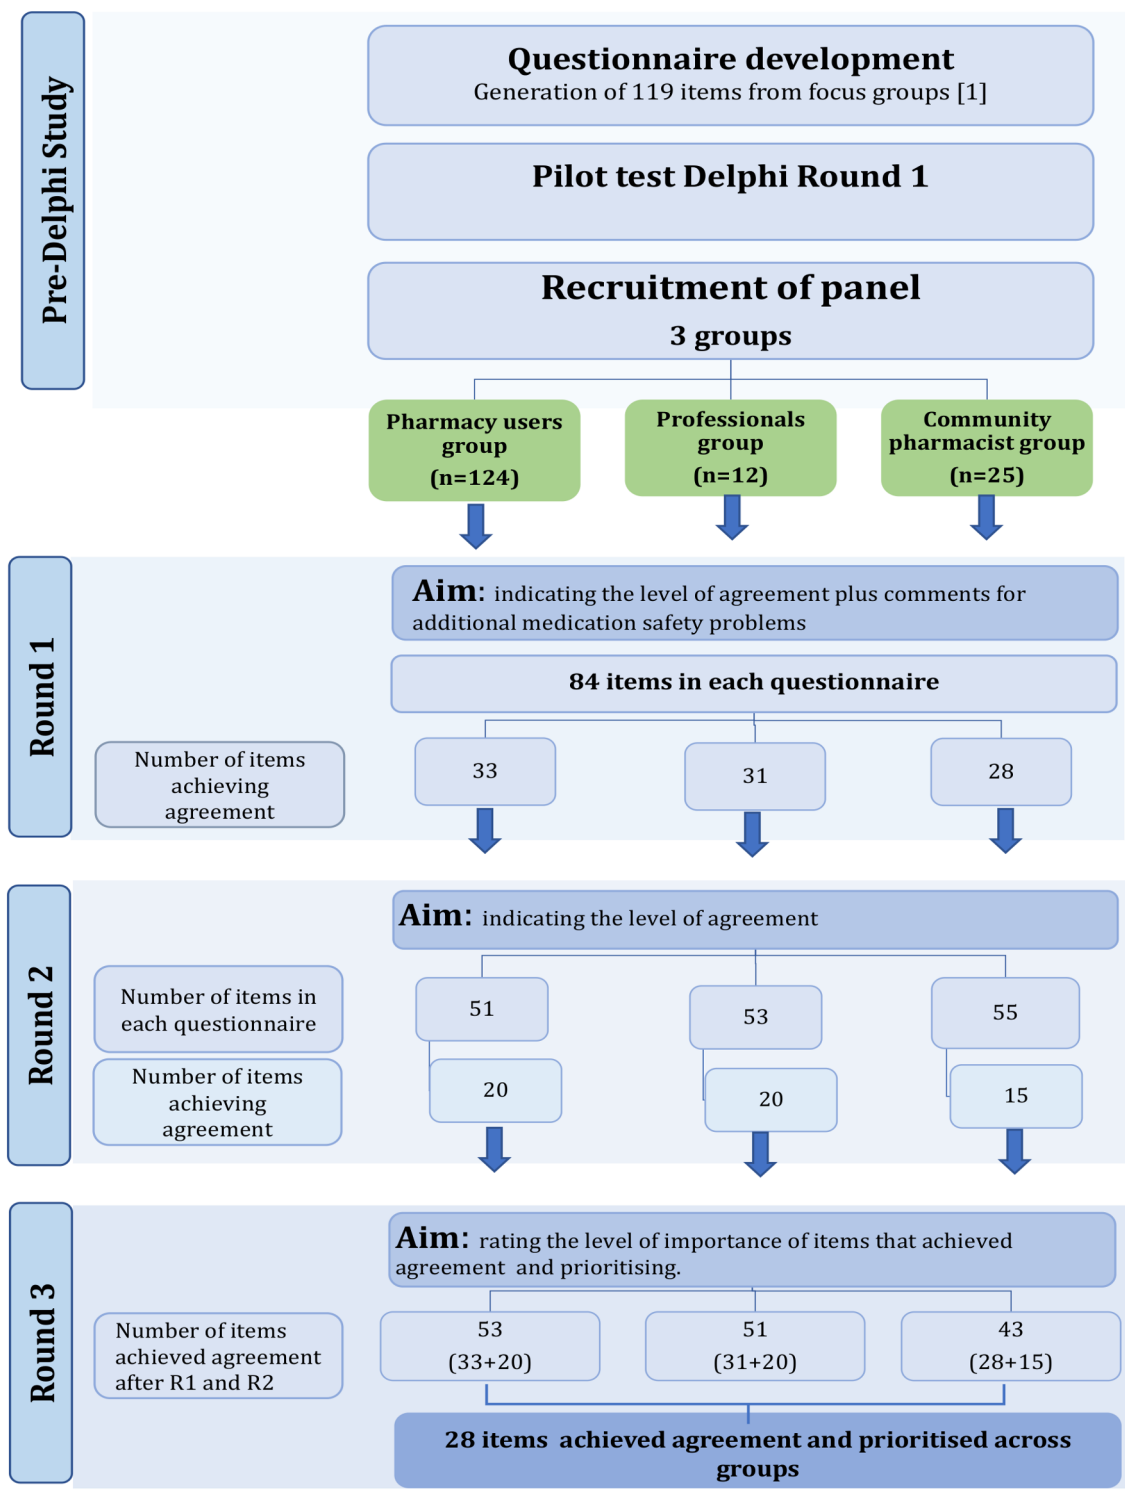 Pre-Delphi Study
Questionnaire development
Generation of 119 items from focus groups [1]
Pilot test Delphi Round 1
Recruitment of panel
3 groups
Pharmacy users
group
(n=124)
Professionals
group
(n=12)
Community
pharmacist group
(n=25)
Round 1
Aim: indicating the level of agreement plus comments for
additional medication safety problems
84 items in each questionnaire
Number of items
achieving
agreement
33
31
28
Round 2
Aim: indicating the level of agreement
Number of items in
each questionnaire
51
53
55
Number of items
achieving
agreement
20
20
15
Round 3
Aim: rating the level of importance of items that achieved
agreement and prioritising.
Number of items
achieved agreement
after R1 and R2
53
(33+20)
51
(31+20)
43
(28+15)
28 items achieved agreement and prioritised across
groups